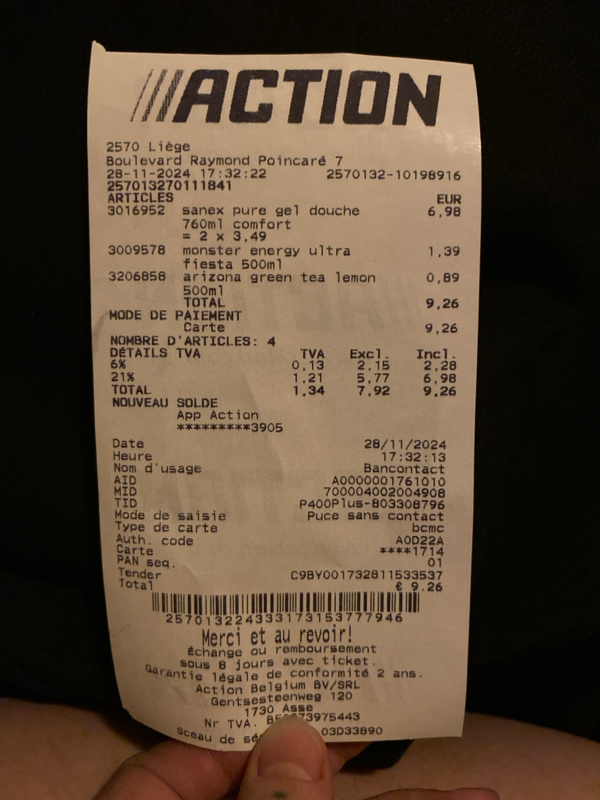 ACTION
2570 Liège
Boulevard Raymond Poincaré 7
28-11-2024 17:32:22 2570132-10198916
257013270111841
ARTICLES EUR
3016952 sanex pure gel douche 6,98
760ml comfort
= 2 x 3,49
3009578 monster energy ultra 1,39
fiesta 500ml
3206858 arizona green tea lemon 0,89
500ml
TOTAL 9,26
MODE DE PAIEMENT
Carte 9,26
NOMBRE D'ARTICLES: 4
DÉTAILS TVA TVA Excl. Incl.
6% 0,13 2,15 2,28
21% 1,21 5,77 6,98
TOTAL 1,34 7,92 9,26
NOUVEAU SOLDE
App Action
*********3905
Date 28/11/2024
Heure 17:32:13
Nom d'usage Bancontact
AID A0000001761010
MID 700004002004908
TID P400Plus-803308796
Mode de saisie Puce sans contact
Type de carte bcmc
Auth. code A0D22A
Carte ****1714
PAN seq. 01
Tender C9BY001732811533537
Total € 9.26
257013224333173153777946
Merci et au revoir!
Échange ou remboursement
sous 8 jours avec ticket.
Garantie légale de conformité 2 ans.
Action Belgium BV/SRL
Gentsesteenweg 120
1730 Asse
Nr TVA. 73975443
Sceau de 03D33890